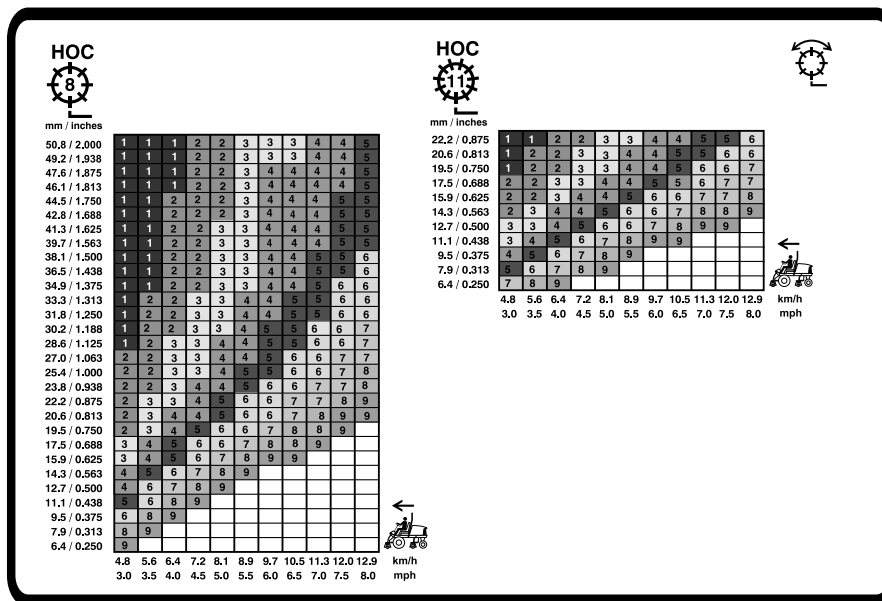 HOC
8
mm / inches
50.8 / 2.000 1 1 1 2 2 3 3 3 4 4 5
49.2 / 1.938 1 1 1 2 2 3 3 3 4 4 5
47.6 / 1.875 1 1 1 2 2 3 4 4 4 4 5
46.1 / 1.813 1 1 1 2 2 3 4 4 4 4 5
44.5 / 1.750 1 1 2 2 2 3 4 4 4 5 5
42.8 / 1.688 1 1 2 2 2 3 4 4 4 5 5
41.3 / 1.625 1 1 2 2 3 3 4 4 4 5 5
39.7 / 1.563 1 1 2 2 3 3 4 4 4 5 5
38.1 / 1.500 1 1 2 2 3 3 4 4 5 5 6
36.5 / 1.438 1 1 2 2 3 3 4 4 5 5 6
34.9 / 1.375 1 1 2 2 3 3 4 4 5 6 6
33.3 / 1.313 1 2 2 3 3 4 4 5 5 6 6
31.8 / 1.250 1 2 2 3 3 4 4 5 5 6 6
30.2 / 1.188 1 2 2 3 3 4 5 5 6 6 7
28.6 / 1.125 1 2 3 3 4 4 5 5 6 6 7
27.0 / 1.063 2 2 3 3 4 4 5 6 6 7 7
25.4 / 1.000 2 2 3 3 4 5 5 6 6 7 8
23.8 / 0.938 2 2 3 4 4 5 6 6 7 7 8
22.2 / 0.875 2 3 3 4 5 6 6 7 7 8 9
20.6 / 0.813 2 3 4 4 5 6 6 7 8 9 9
19.5 / 0.750 2 3 4 5 6 6 7 7 8 9
17.5 / 0.688 3 4 5 6 6 7 8 8 9
15.9 / 0.625 3 4 5 6 7 8 9 9
14.3 / 0.563 4 5 6 7 8 9
12.7 / 0.500 4 6 7 8 9
11.1 / 0.438 5 6 8 9
9.5 / 0.375 6 8 9
7.9 / 0.313 8 9
6.4 / 0.250 9
4.8 5.6 6.4 7.2 8.1 8.9 9.7 10.5 11.3 12.0 12.9 km/h
3.0 3.5 4.0 4.5 5.0 5.5 6.0 6.5 7.0 7.5 8.0 mph
HOC
11
mm / inches
22.2 / 0.875 1 1 2 2 3 3 4 4 5 5 6
20.6 / 0.813 1 2 2 3 3 4 4 5 5 6 6
19.5 / 0.750 1 2 2 3 3 4 4 5 6 6 7
17.5 / 0.688 2 2 3 3 4 4 5 5 6 7 7
15.9 / 0.625 2 2 3 4 4 5 6 6 7 7 8
14.3 / 0.563 2 3 4 4 5 6 6 7 8 8 9
12.7 / 0.500 3 3 4 5 6 6 7 8 9 9
11.1 / 0.438 3 4 5 6 7 8 9 9
9.5 / 0.375 4 5 6 7 8 9
7.9 / 0.313 5 6 7 8 9
6.4 / 0.250 7 8 9
4.8 5.6 6.4 7.2 8.1 8.9 9.7 10.5 11.3 12.0 12.9 km/h
3.0 3.5 4.0 4.5 5.0 5.5 6.0 6.5 7.0 7.5 8.0 mph